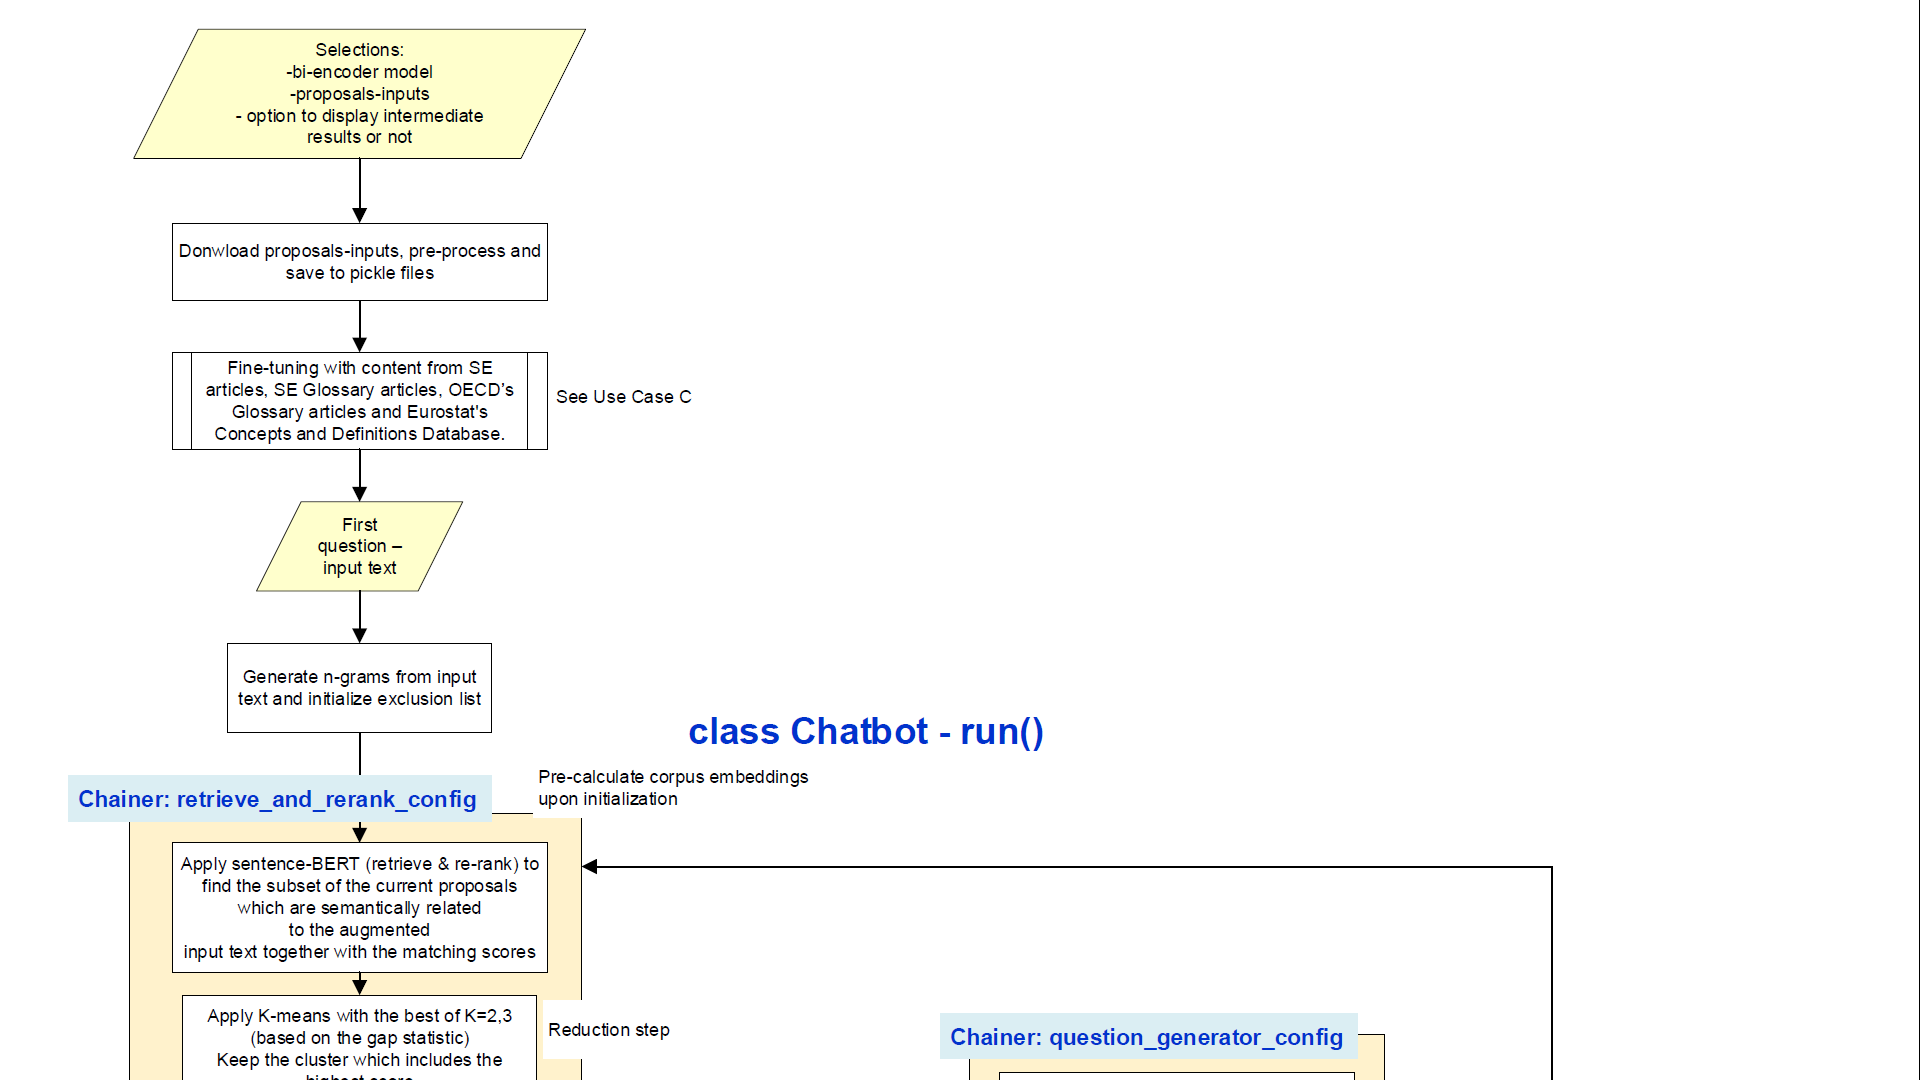 Selections:
-bi-encoder model
-proposals-inputs
- option to display intermediate
results or not
Donwload proposals-inputs, pre-process and
save to pickle files
Fine-tuning with content from SE
articles, SE Glossary articles, OECD's
Glossary articles and Eurostat's
Concepts and Definitions Database.
See Use Case C
First
question –
input text
Generate n-grams from input
text and initialize exclusion list
class Chatbot - run()
Pre-calculate corpus embeddings
upon initialization
Chainer: retrieve_and_rerank_config
Apply sentence-BERT (retrieve & re-rank) to
find the subset of the current proposals
which are semantically related
to the augmented
input text together with the matching scores
Apply K-means with the best of K=2,3
(based on the gap statistic)
Keep the cluster which includes the
highest score
Reduction step
Chainer: question_generator_config